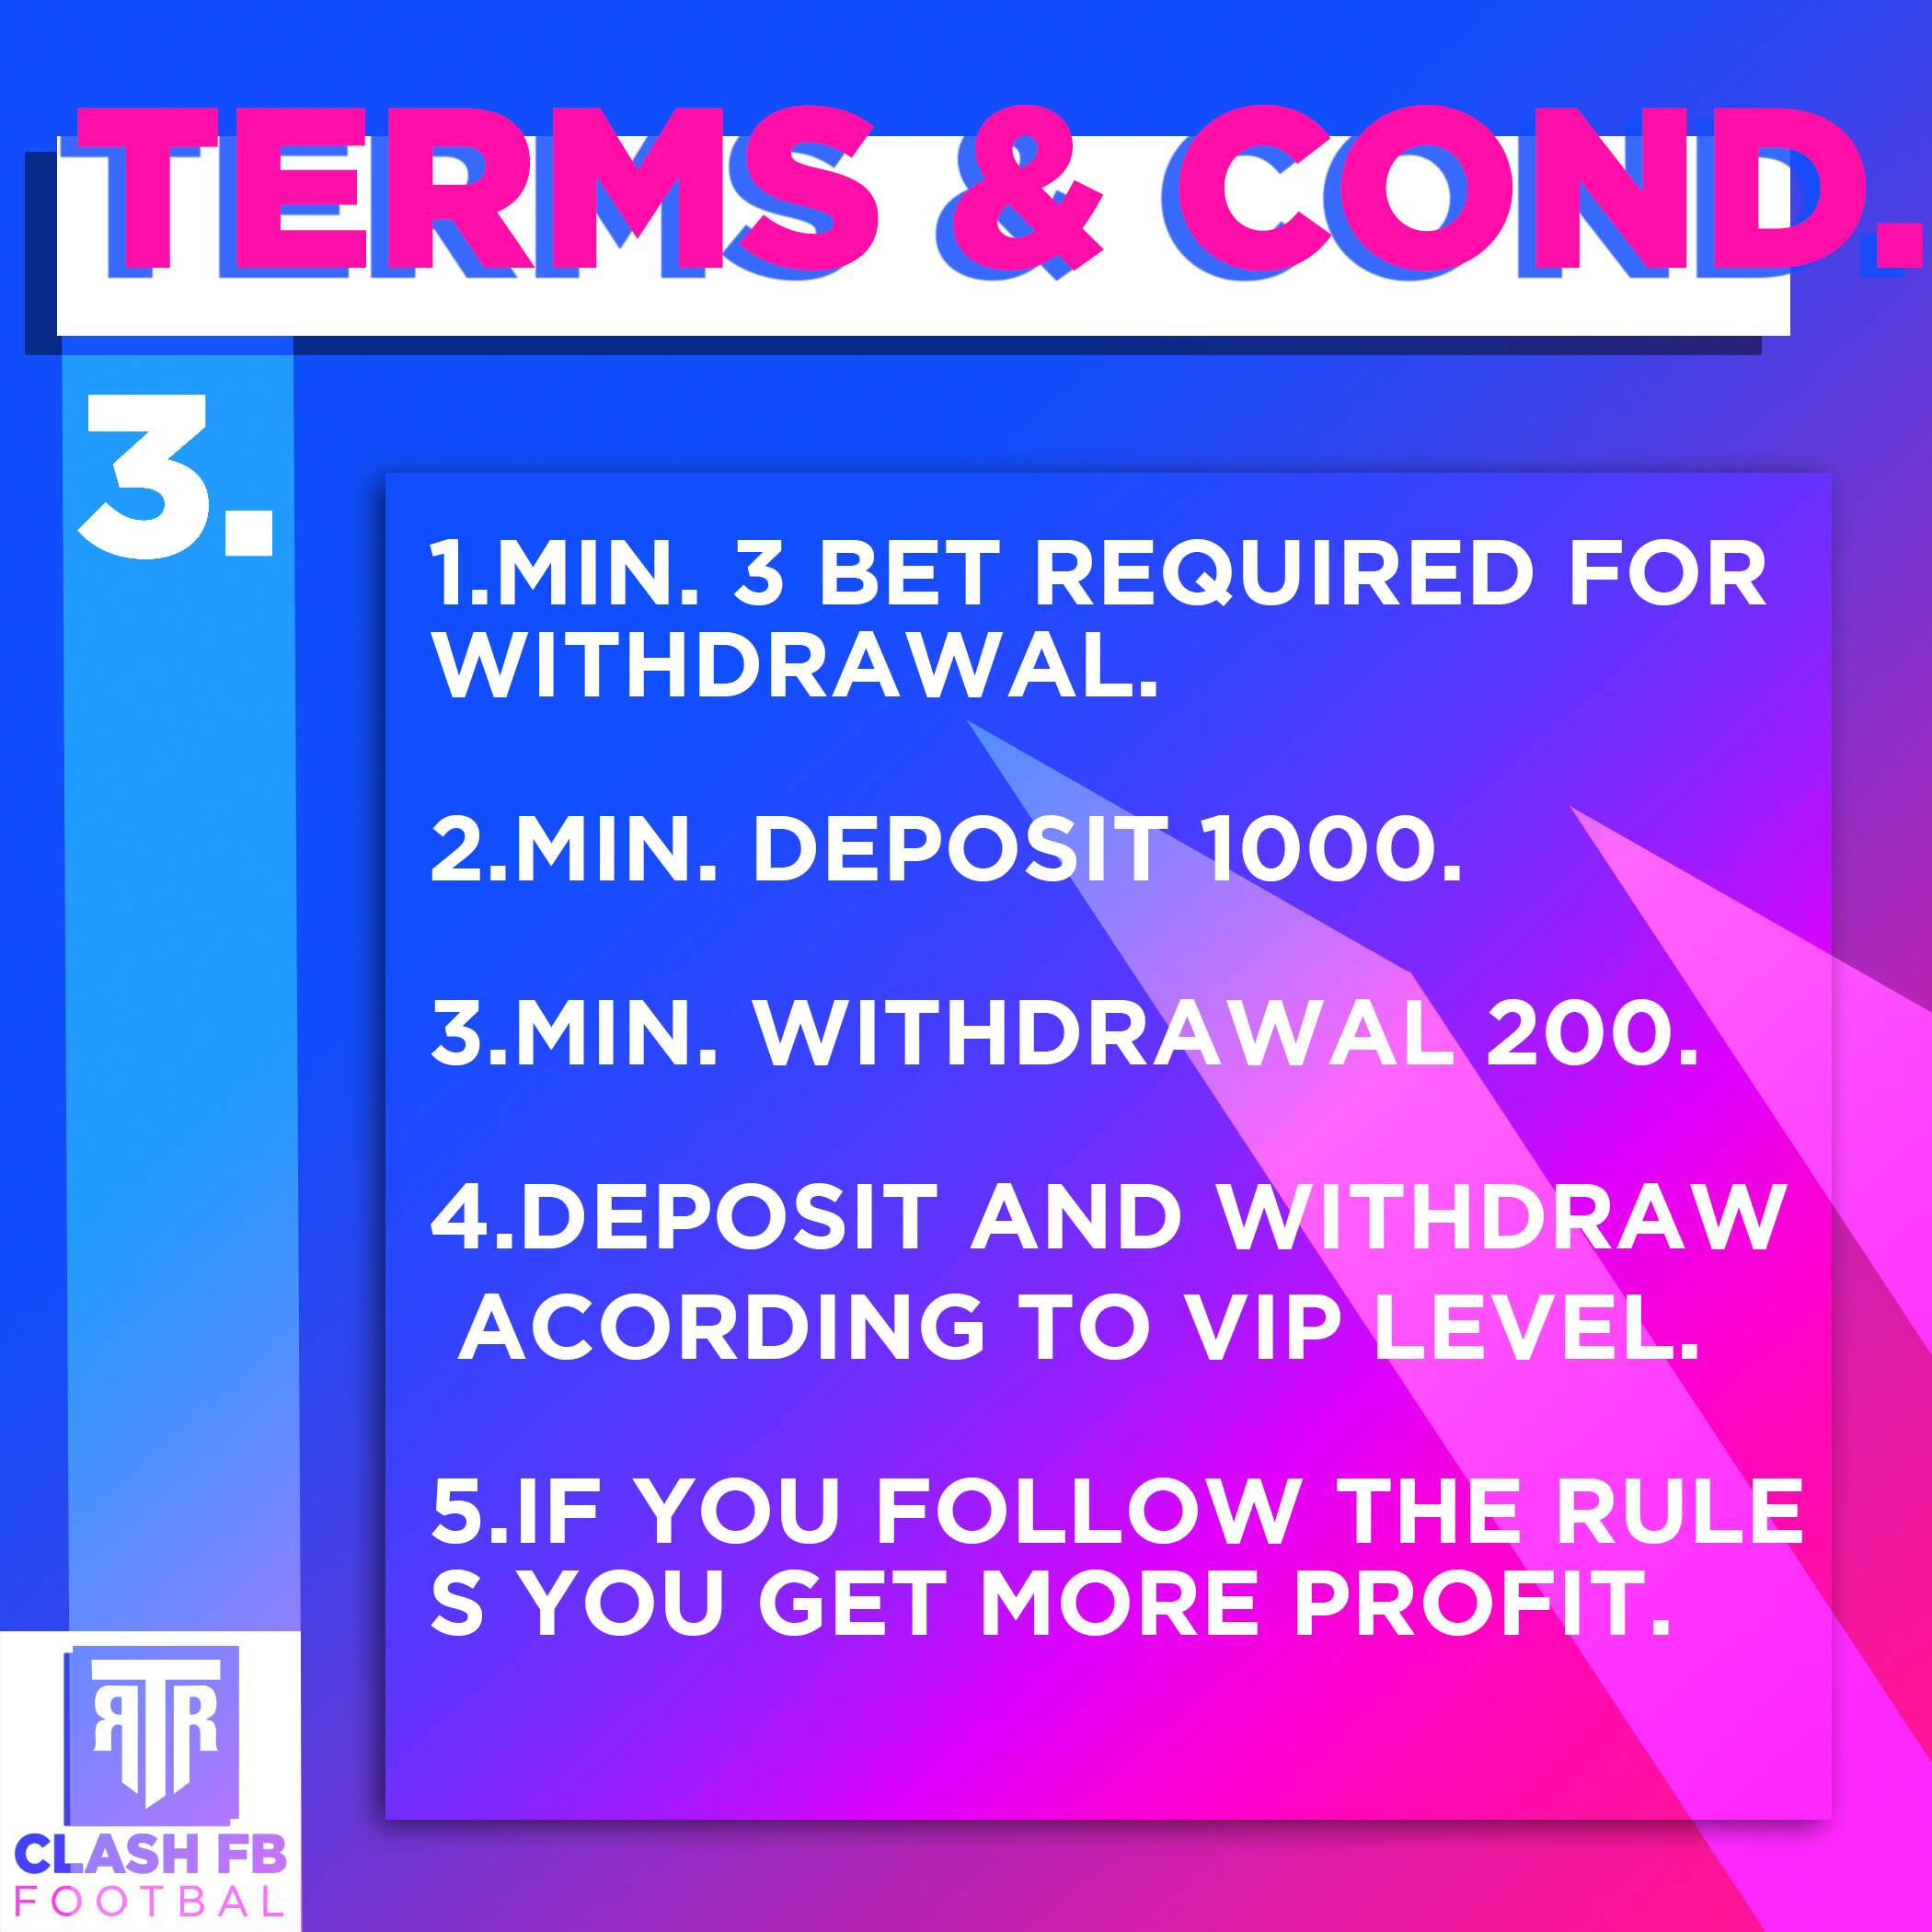 TERMS & COND.
3.
1.MIN. 3 BET REQUIRED FOR
WITHDRAWAL.
2.MIN. DEPOSIT 1000.
3.MIN. WITHDRAWAL 200.
4.DEPOSIT AND WITHDRAW
ACORDING TO VIP LEVEL.
5.IF YOU FOLLOW THE RULE
S YOU GET MORE PROFIT.
RTR
CLASH FB
FOOTBAL